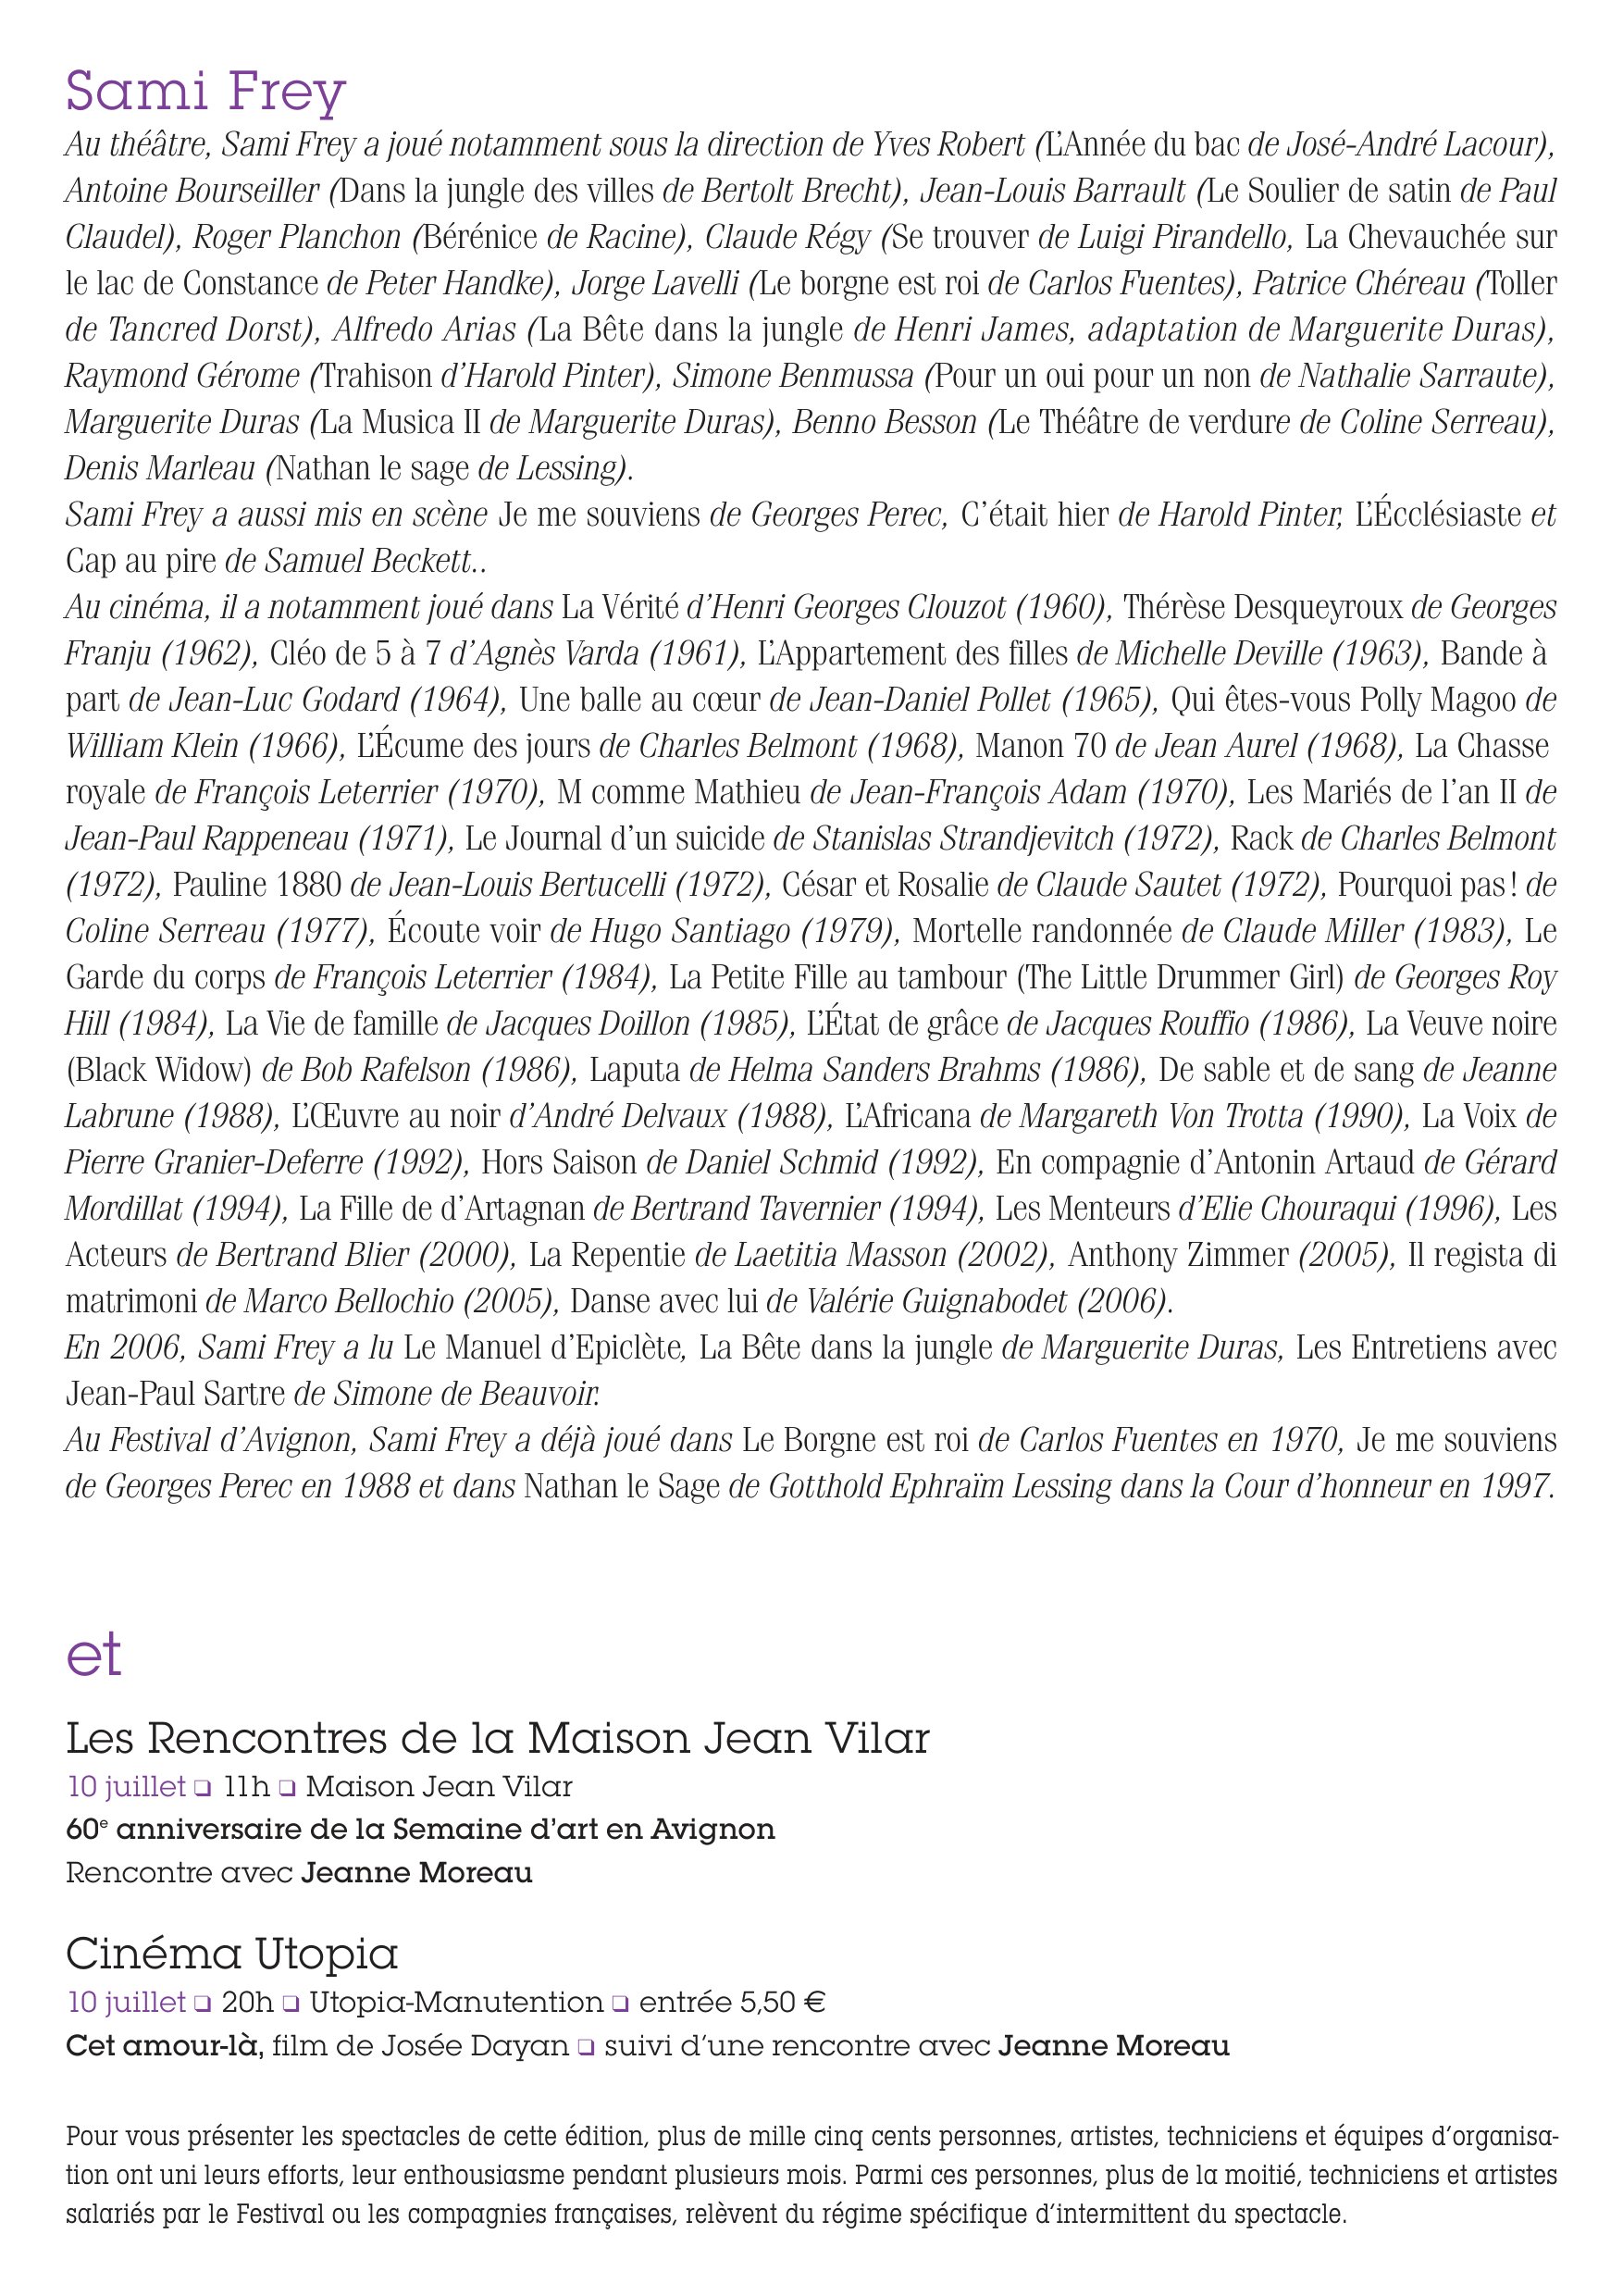 Sami Frey
Au théâtre, Sami Frey a joué notamment sous la direction de Yves Robert (L’Année du bac de José-André Lacour),
Antoine Bourseiller (Dans la jungle des villes de Bertolt Brecht), Jean-Louis Barrault (Le Soulier de satin de Paul
Claudel), Roger Planchon (Bérénice de Racine), Claude Régy (Se trouver de Luigi Pirandello, La Chevauchée sur
le lac de Constance de Peter Handke), Jorge Lavelli (Le borgne est roi de Carlos Fuentes), Patrice Chéreau (Toller
de Tancred Dorst), Alfredo Arias (La Bête dans la jungle de Henri James, adaptation de Marguerite Duras),
Raymond Gérome (Trahison d’Harold Pinter), Simone Benmussa (Pour un oui pour un non de Nathalie Sarraute),
Marguerite Duras (La Musica II de Marguerite Duras), Benno Besson (Le Théâtre de verdure de Coline Serreau),
Denis Marleau (Nathan le sage de Lessing).
Sami Frey a aussi mis en scène Je me souviens de Georges Perec, C’était hier de Harold Pinter, L’Écclésiaste et
Cap au pire de Samuel Beckett..
Au cinéma, il a notamment joué dans La Vérité d’Henri Georges Clouzot (1960), Thérèse Desqueyroux de Georges
Franju (1962), Cléo de 5 à 7 d’Agnès Varda (1961), L’Appartement des filles de Michelle Deville (1963), Bande à
part de Jean-Luc Godard (1964), Une balle au cœur de Jean-Daniel Pollet (1965), Qui êtes-vous Polly Magoo de
William Klein (1966), L’Écume des jours de Charles Belmont (1968), Manon 70 de Jean Aurel (1968), La Chasse
royale de François Leterrier (1970), M comme Mathieu de Jean-François Adam (1970), Les Mariés de l’an II de
Jean-Paul Rappeneau (1971), Le Journal d’un suicide de Stanislas Strandjevitch (1972), Rack de Charles Belmont
(1972), Pauline 1880 de Jean-Louis Bertucelli (1972), César et Rosalie de Claude Sautet (1972), Pourquoi pas! de
Coline Serreau (1977), Écoute voir de Hugo Santiago (1979), Mortelle randonnée de Claude Miller (1983), Le
Garde du corps de François Leterrier (1984), La Petite Fille au tambour (The Little Drummer Girl) de Georges Roy
Hill (1984), La Vie de famille de Jacques Doillon (1985), L’État de grâce de Jacques Rouffio (1986), La Veuve noire
(Black Widow) de Bob Rafelson (1986), Laputa de Helma Sanders Brahms (1986), De sable et de sang de Jeanne
Labrune (1988), L’Œuvre au noir d’André Delvaux (1988), L’Africana de Margareth Von Trotta (1990), La Voix de
Pierre Granier-Deferre (1992), Hors Saison de Daniel Schmid (1992), En compagnie d’Antonin Artaud de Gérard
Mordillat (1994), La Fille de d’Artagnan de Bertrand Tavernier (1994), Les Menteurs d’Elie Chouraqui (1996), Les
Acteurs de Bertrand Blier (2000), La Repentie de Laetitia Masson (2002), Anthony Zimmer (2005), Il regista di
matrimoni de Marco Bellochio (2005), Danse avec lui de Valérie Guignabodet (2006).
En 2006, Sami Frey a lu Le Manuel d’Epiclète, La Bête dans la jungle de Marguerite Duras, Les Entretiens avec
Jean-Paul Sartre de Simone de Beauvoir.
Au Festival d’Avignon, Sami Frey a déjà joué dans Le Borgne est roi de Carlos Fuentes en 1970, Je me souviens
de Georges Perec en 1988 et dans Nathan le Sage de Gotthold Ephraïm Lessing dans la Cour d’honneur en 1997.
et
Les Rencontres de la Maison Jean Vilar
10 juillet ❏ 11h ❏ Maison Jean Vilar
60e anniversaire de la Semaine d’art en Avignon
Rencontre avec Jeanne Moreau
Cinéma Utopia
10 juillet ❏ 20h ❏ Utopia-Manutention ❏ entrée 5,50 €
Cet amour-là, film de Josée Dayan ❏ suivi d’une rencontre avec Jeanne Moreau
Pour vous présenter les spectacles de cette édition, plus de mille cinq cents personnes, artistes, techniciens et équipes d’organisa-
tion ont uni leurs efforts, leur enthousiasme pendant plusieurs mois. Parmi ces personnes, plus de la moitié, techniciens et artistes
salariés par le Festival ou les compagnies françaises, relèvent du régime spécifique d’intermittent du spectacle.